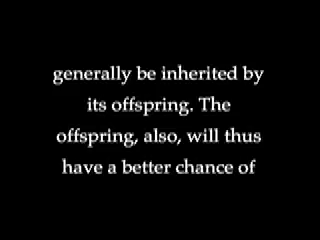 generally be inherited by
its offspring. The
offspring, also, will thus
have a better chance of